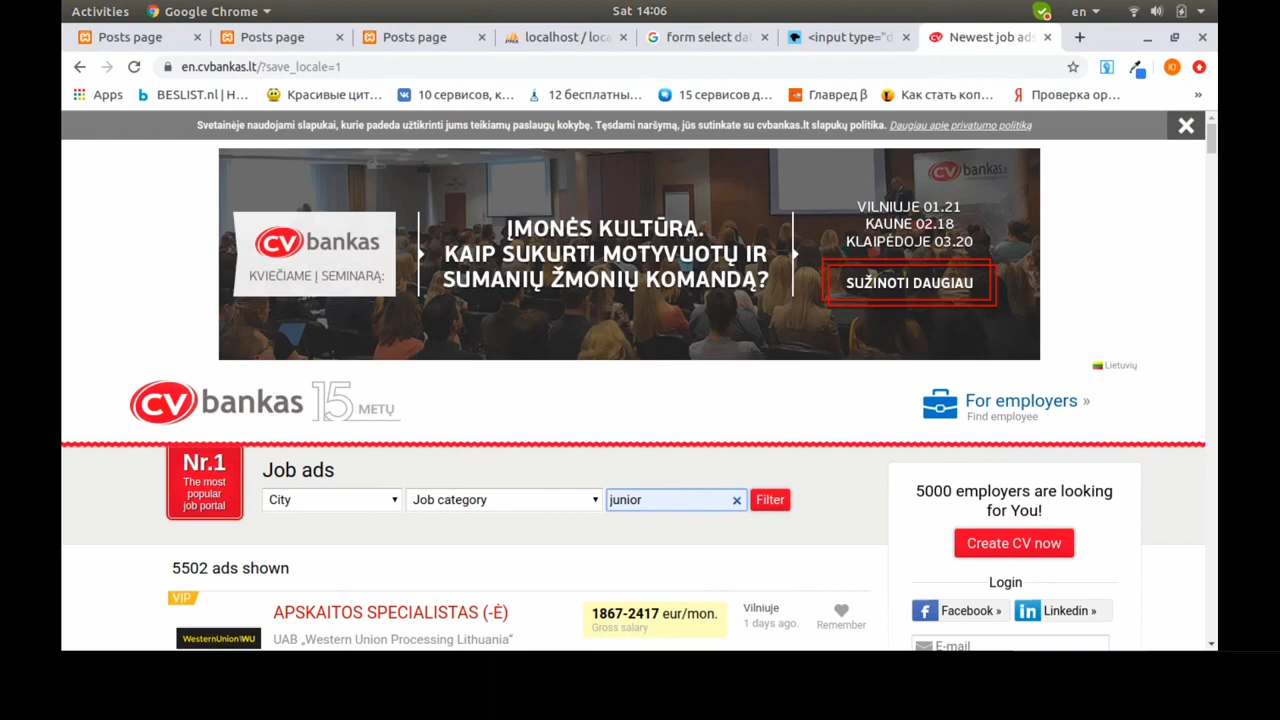 Activities Google Chrome Sat 14:06 en
Posts page Posts page Posts page localhost / loca form select dat <input type="d Newest job ads
en.cvbankas.lt/?save_locale=1
Apps BESLIST.nl | H... Красивые цит... 10 сервисов, к... 12 бесплатны... 15 сервисов д... Главред β Как стать коп... Проверка ор... »
Svetainėje naudojami slapukai, kurie padeda užtikrinti jums teikiamų paslaugų kokybę. Tęsdami naršymą, jūs sutinkate su cvbankas.lt slapukų politika. Daugiau apie privatumo politiką
CV bankas
KVIEČIAME Į SEMINARĄ:
ĮMONĖS KULTŪRA.
KAIP SUKURTI MOTYVUOTŲ IR
SUMANIŲ ŽMONIŲ KOMANDĄ?
CV bankas.lt
VILNIUJE 01.21
KAUNE 02.18
KLAIPĖDOJE 03.20
SUŽINOTI DAUGIAU
Lietuvių
CV bankas 15 METŲ
For employers »
Find employee
Nr.1
The most
popular
job portal
Job ads
City Job category junior Filter
5502 ads shown
VIP
APSKAITOS SPECIALISTAS (-Ė)
WesternUnion WU
UAB „Western Union Processing Lithuania“
1867-2417 eur/mon.
Gross salary
Vilniuje
1 days ago.
Remember
5000 employers are looking
for You!
Create CV now
Login
Facebook » Linkedin »
E-mail